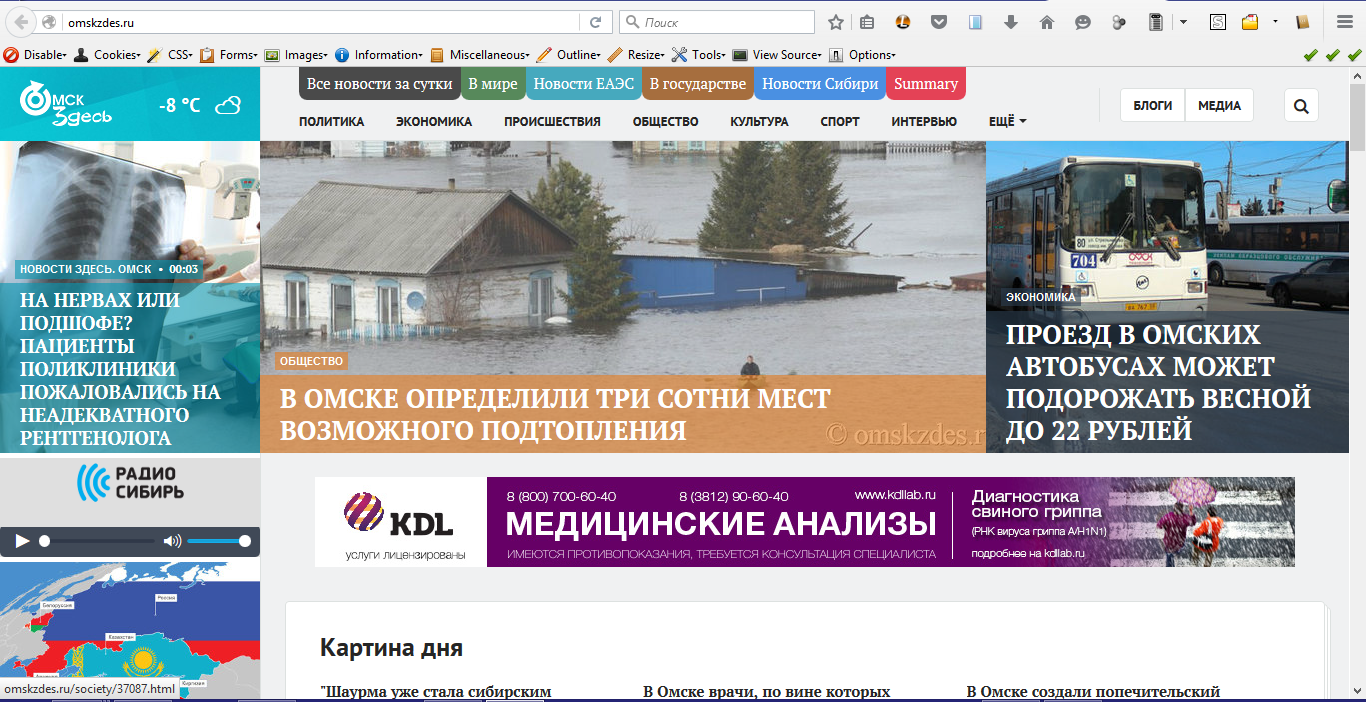 omskzdes.ru
Поиск
Disable Cookies CSS Forms Images Information Miscellaneous Outline Resize Tools View Source Options
ОМСК
Здесь
-8 °C
Все новости за сутки В мире Новости ЕАЭС В государстве Новости Сибири Summary
ПОЛИТИКА ЭКОНОМИКА ПРОИСШЕСТВИЯ ОБЩЕСТВО КУЛЬТУРА СПОРТ ИНТЕРВЬЮ ЕЩЁ
БЛОГИ МЕДИА
НОВОСТИ ЗДЕСЬ. ОМСК • 00:03
НА НЕРВАХ ИЛИ
ПОДШОФЕ?
ПАЦИЕНТЫ
ПОЛИКЛИНИКИ
ПОЖАЛОВАЛИСЬ НА
НЕАДЕКВАТНОГО
РЕНТГЕНОЛОГА
ОБЩЕСТВО
В ОМСКЕ ОПРЕДЕЛИЛИ ТРИ СОТНИ МЕСТ
ВОЗМОЖНОГО ПОДТОПЛЕНИЯ
© omskzdes.r
80
704
ЭКОНОМИКА
ПРОЕЗД В ОМСКИХ
АВТОБУСАХ МОЖЕТ
ПОДОРОЖАТЬ ВЕСНОЙ
ДО 22 РУБЛЕЙ
РАДИО
СИБИРЬ
KDL
услуги лицензированы
8 (800) 700-60-40 8 (3812) 90-60-40 www.kdllab.ru
МЕДИЦИНСКИЕ АНАЛИЗЫ
ИМЕЮТСЯ ПРОТИВОПОКАЗАНИЯ, ТРЕБУЕТСЯ КОНСУЛЬТАЦИЯ СПЕЦИАЛИСТА
Диагностика
свиного гриппа
(РНК вируса гриппа A/H1N1)
подробнее на kdllab.ru
Белоруссия
Россия
Казахстан
Киргизия
omskzdes.ru/society/37087.html
Картина дня
"Шаурма уже стала сибирским
В Омске врачи, по вине которых
В Омске создали попечительский